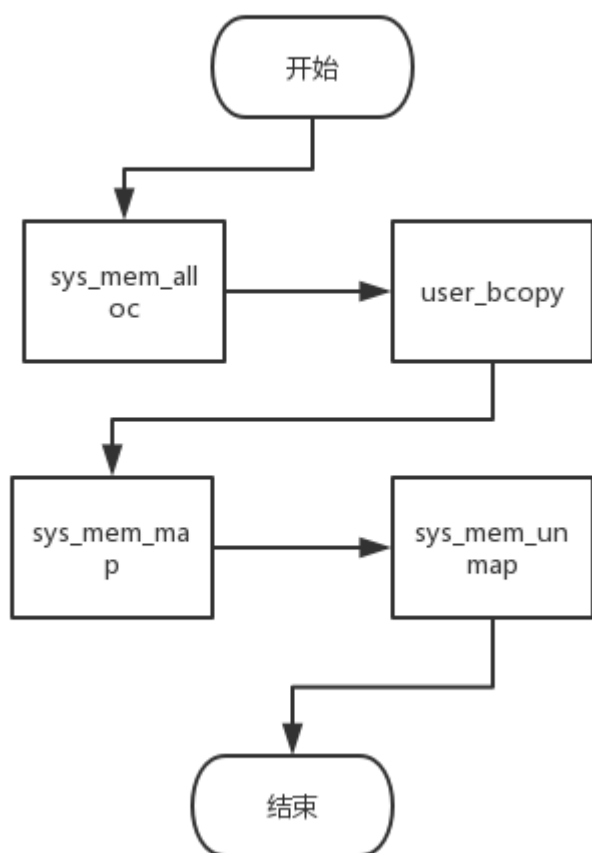 开始
sys_mem_all
oc
user_bcopy
sys_mem_ma
p
sys_mem_un
map
结束